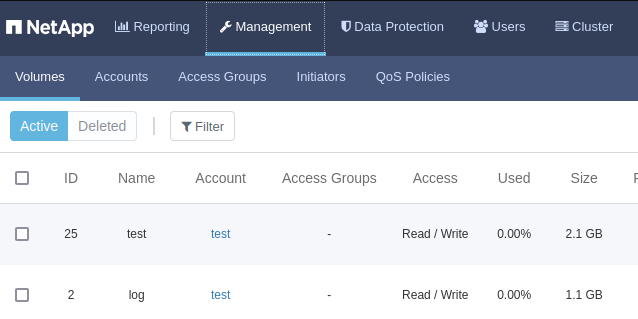 NetApp Reporting Management Data Protection Users Cluster
Volumes Accounts Access Groups Initiators QoS Policies
Active Deleted Filter
ID Name Account Access Groups Access Used Size
25 test test - Read / Write 0.00% 2.1 GB
2 log test - Read / Write 0.00% 1.1 GB